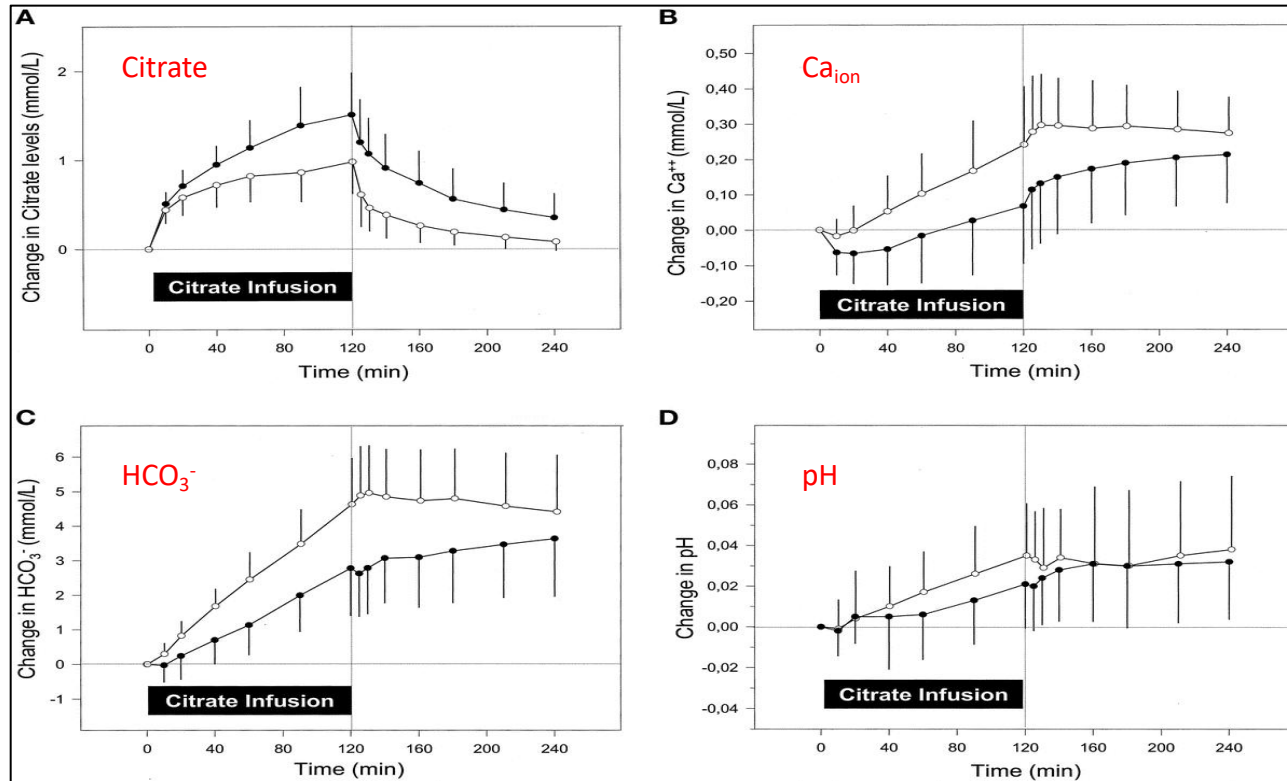 A
Change in Citrate levels (mmol/L)
Citrate
2
1
0
Citrate Infusion
0 40 80 120 160 200 240
Time (min)
B
Change in Ca⁺⁺ (mmol/L)
Ca_ion
0,50
0,40
0,30
0,20
0,10
0,00
-0,10
-0,20
Citrate Infusion
0 40 80 120 160 200 240
Time (min)
C
Change in HCO₃⁻ (mmol/L)
HCO₃⁻
6
5
4
3
2
1
0
-1
Citrate Infusion
0 40 80 120 160 200 240
Time (min)
D
Change in pH
pH
0,08
0,06
0,04
0,02
0,00
-0,02
-0,04
Citrate Infusion
0 40 80 120 160 200 240
Time (min)